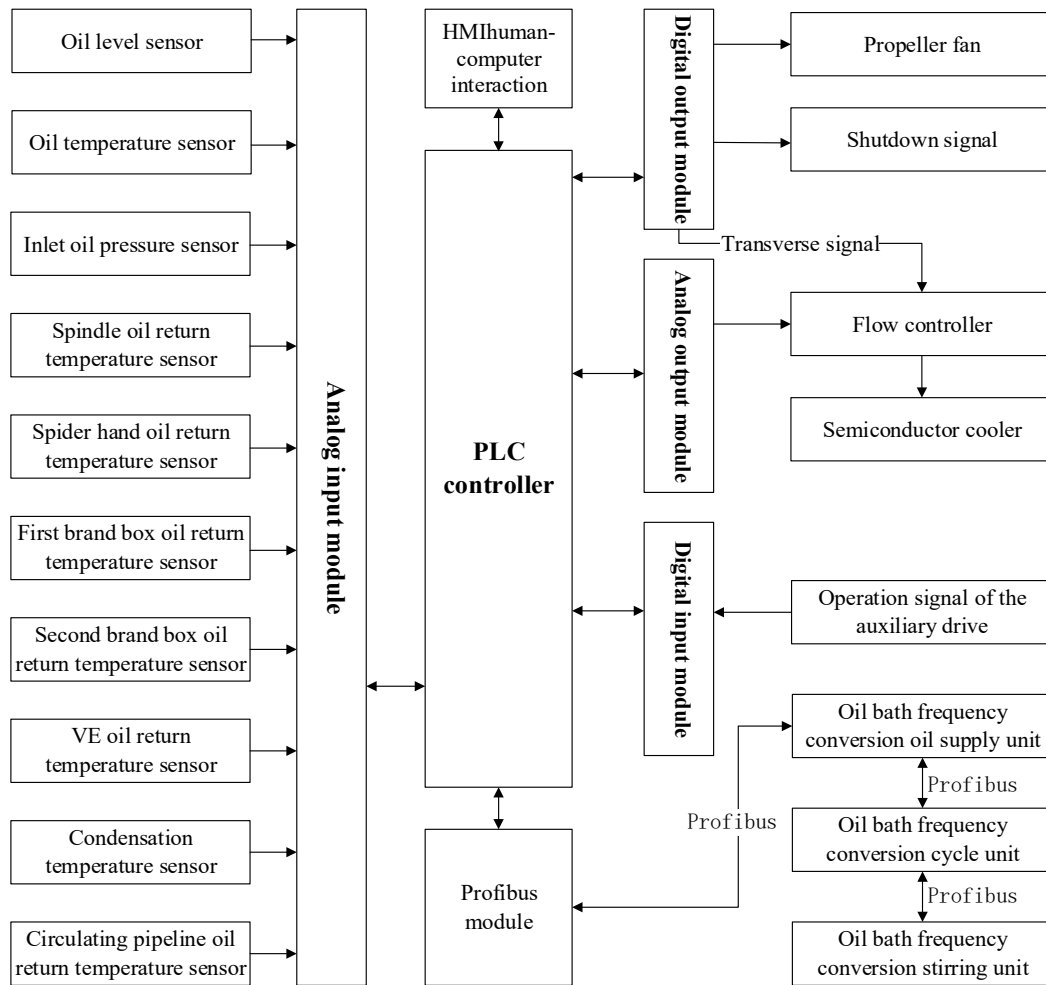 Oil level sensor
Oil temperature sensor
Inlet oil pressure sensor
Spindle oil return
temperature sensor
Spider hand oil return
temperature sensor
First brand box oil return
temperature sensor
Second brand box oil
return temperature sensor
VE oil return
temperature sensor
Condensation
temperature sensor
Circulating pipeline oil
return temperature sensor
Analog input module
HMIhuman-
computer
interaction
PLC
controller
Profibus
module
Digital output module
Analog output module
Digital input module
Propeller fan
Shutdown signal
Transverse signal
Flow controller
Semiconductor cooler
Operation signal of the
auxiliary drive
Oil bath frequency
conversion oil supply unit
Profibus
Profibus
Oil bath frequency
conversion cycle unit
Profibus
Oil bath frequency
conversion stirring unit